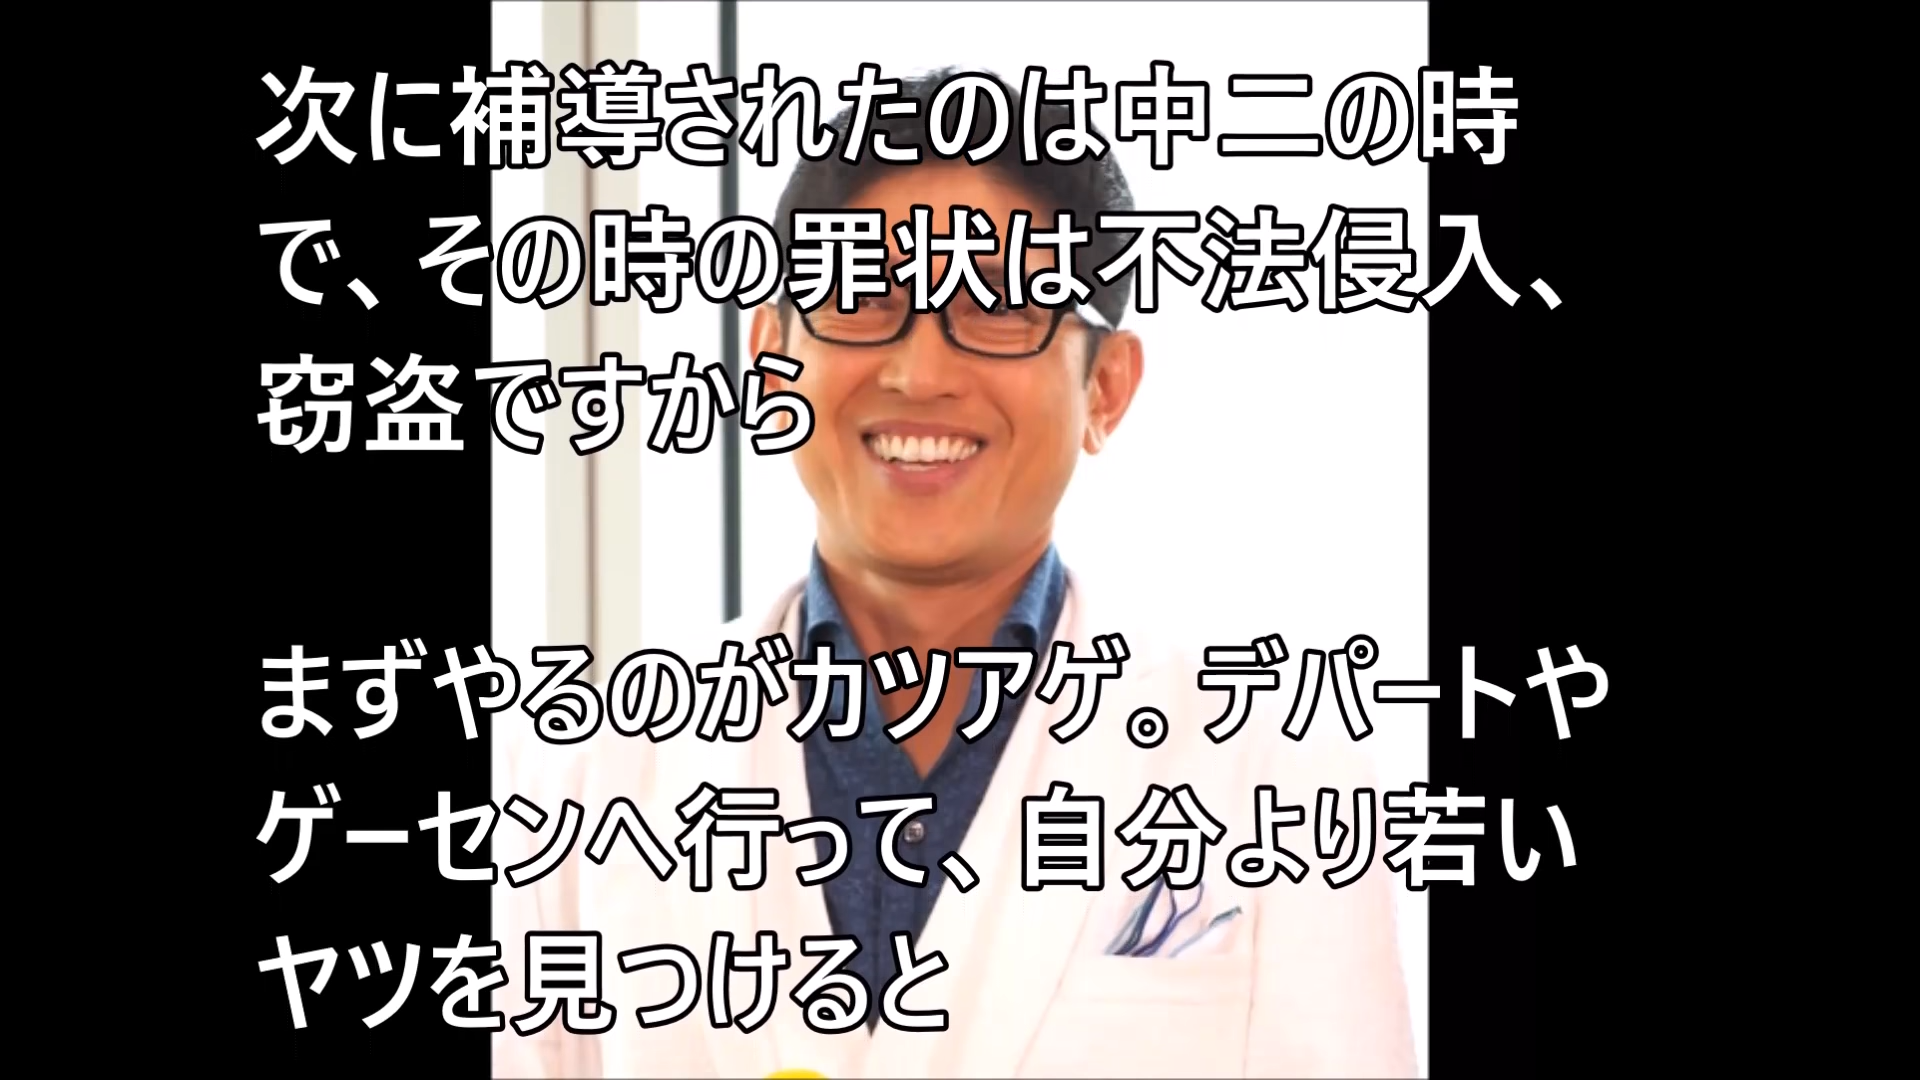 次に補導されたのは中二の時
で、その時の罪状は不法侵入、
窃盗ですから
まずやるのがカツアゲ。デパートや
ゲーセンへ行って、自分より若い
ヤツを見つけると